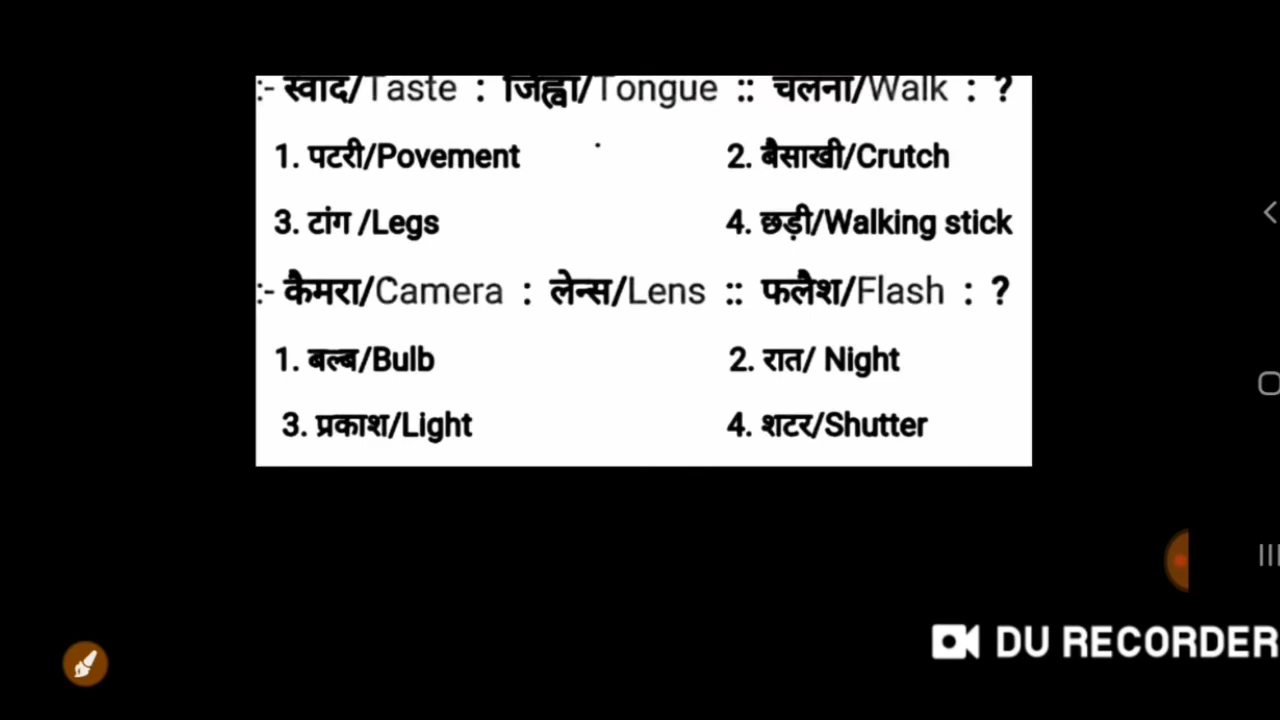 :- स्वाद/Taste : जिह्वा/Tongue :: चलना/Walk : ?
1. पटरी/Povement 2. बैसाखी/Crutch
3. टांग /Legs 4. छड़ी/Walking stick
:- कैमरा/Camera : लेन्स/Lens :: फलैश/Flash : ?
1. बल्ब/Bulb 2. रात/ Night
3. प्रकाश/Light 4. शटर/Shutter
DU RECORDER